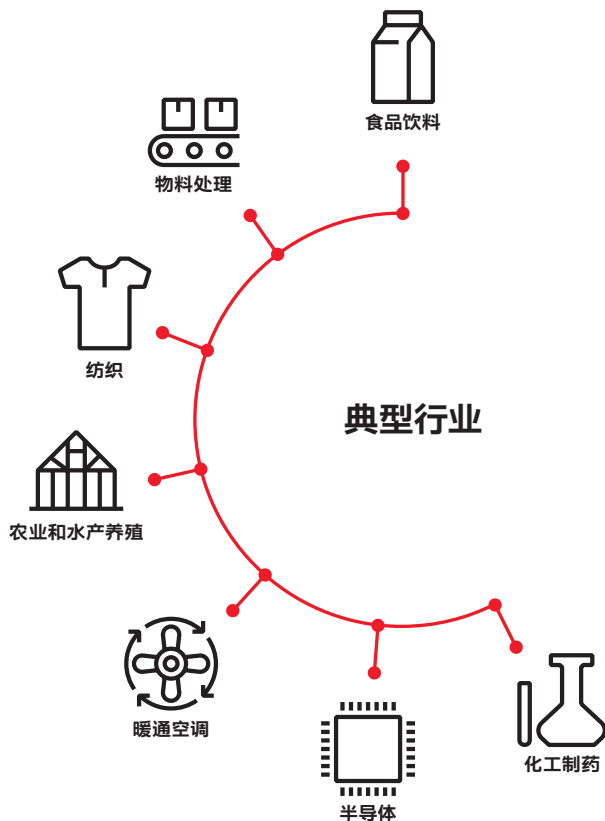 食品饮料
物料处理
纺织
典型行业
农业和水产养殖
暖通空调
化工制药
半导体